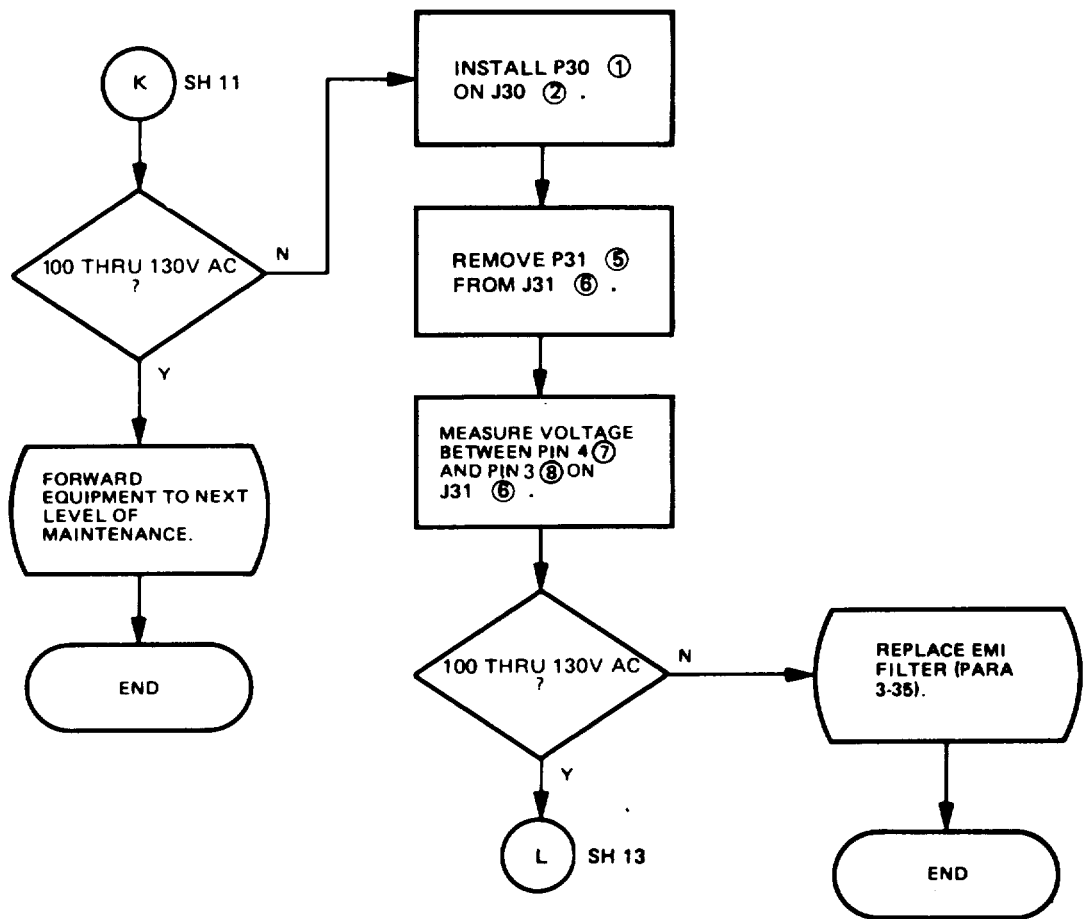 K SH 11
100 THRU 130V AC
?
N
Y
FORWARD
EQUIPMENT TO NEXT
LEVEL OF
MAINTENANCE.
END
INSTALL P30 ①
ON J30 ② .
REMOVE P31 ⑤
FROM J31 ⑥ .
MEASURE VOLTAGE
BETWEEN PIN 4 ⑦
AND PIN 3 ⑧ ON
J31 ⑥ .
100 THRU 130V AC
?
N
Y
L SH 13
REPLACE EMI
FILTER (PARA
3-35).
END